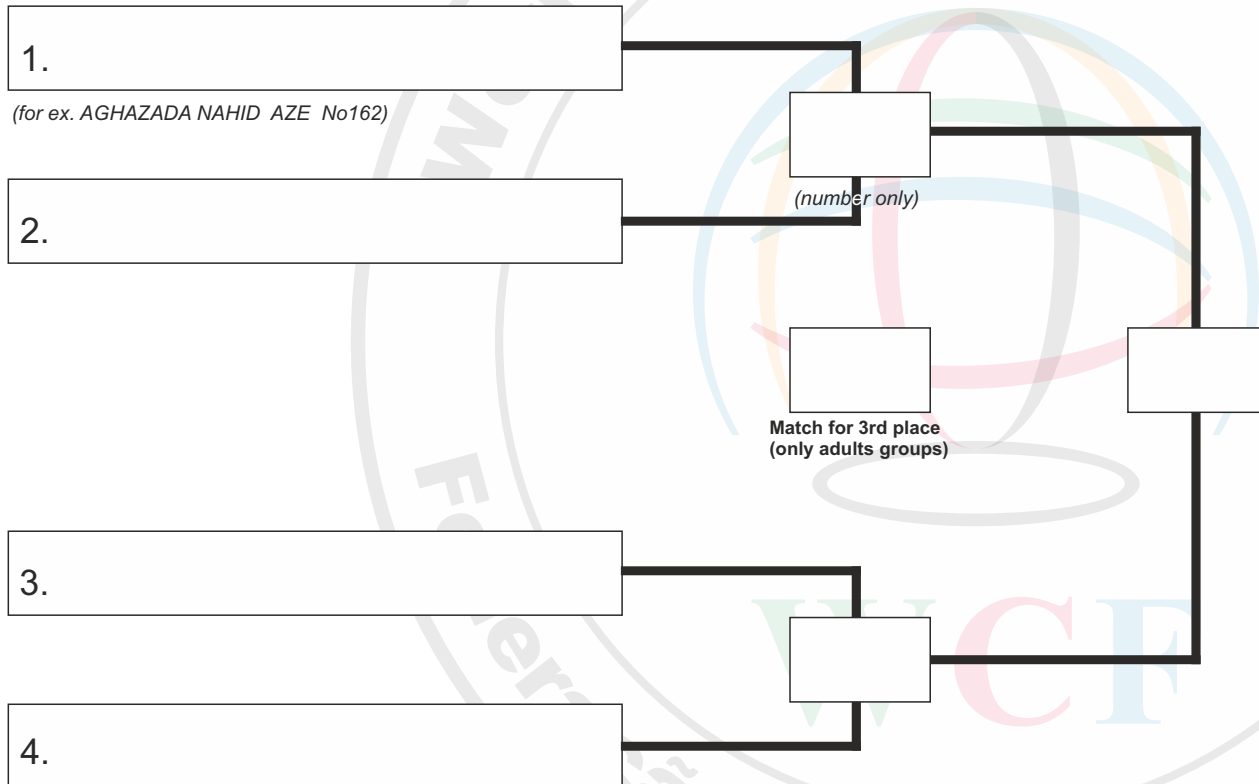 1.
(for ex. AGHAZADA NAHID AZE No162)
(number only)
2.
Match for 3rd place
(only adults groups)
3.
WCF
4.